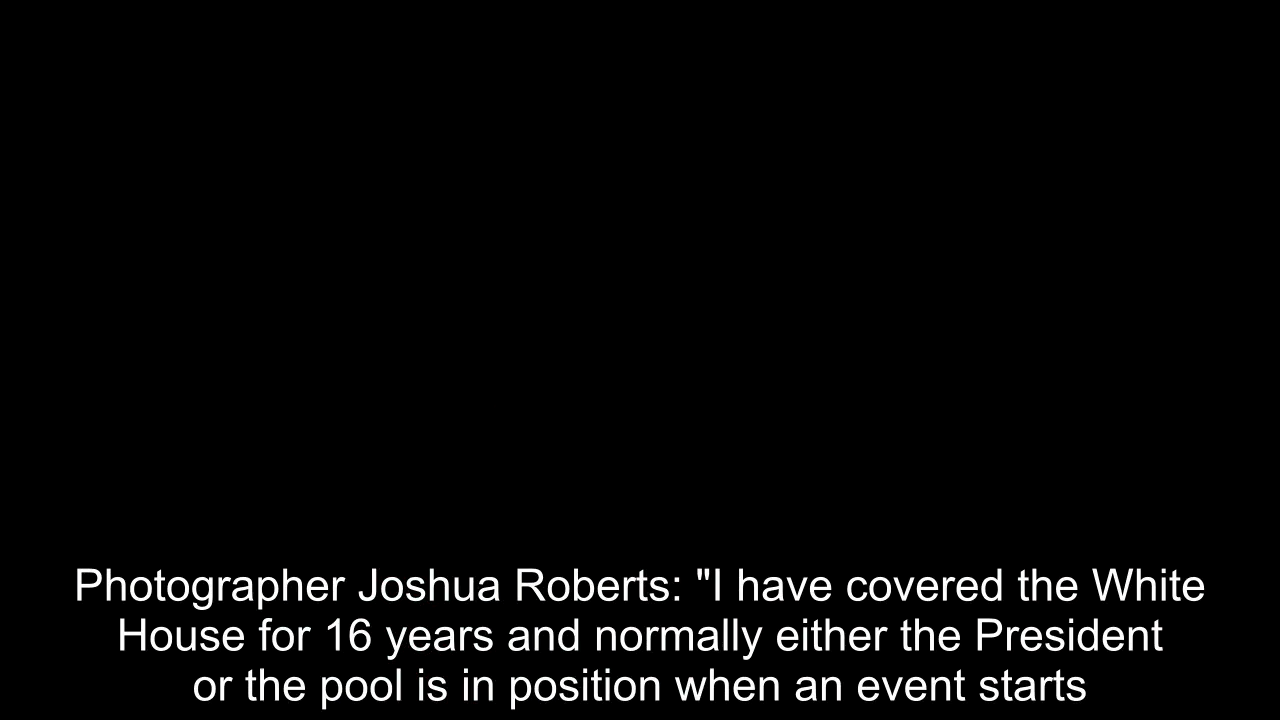 Photographer Joshua Roberts: "I have covered the White
House for 16 years and normally either the President
or the pool is in position when an event starts